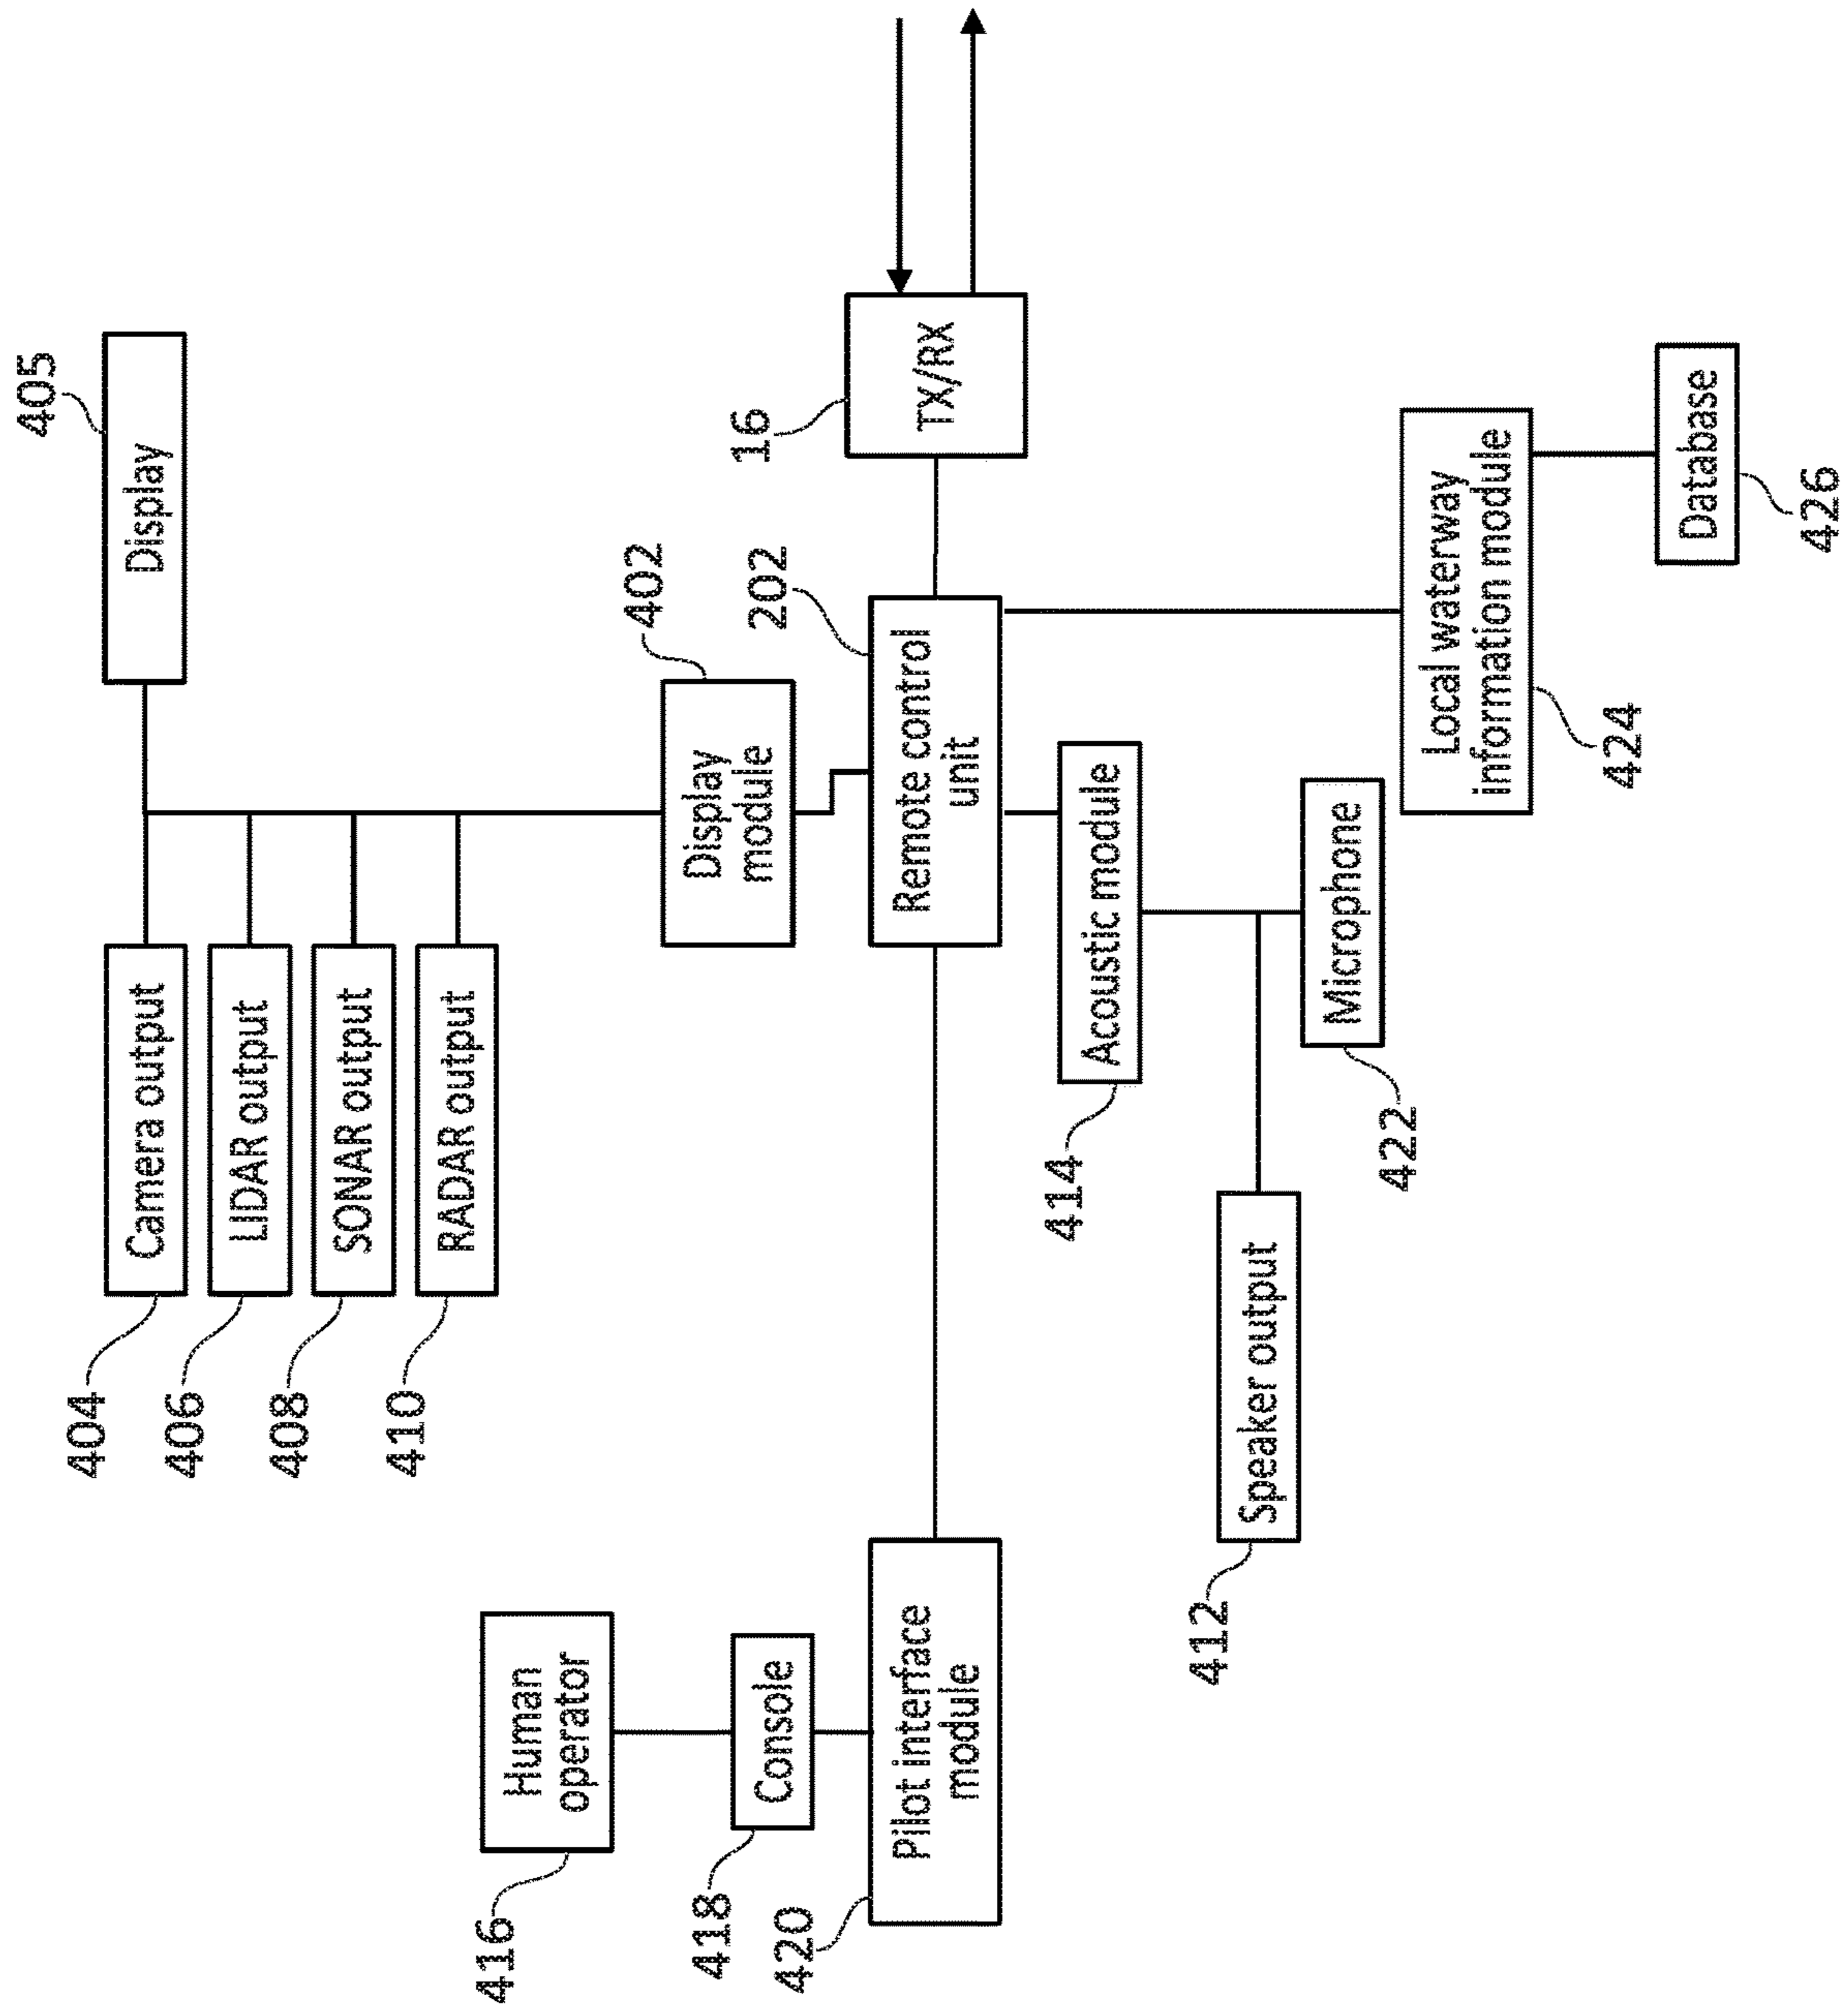 405
404
Camera output
Display
406
LIDAR output
408
SONAR output
410
RADAR output
416
Human
operator
402
Display
module
418
Console
16
TX/RX
202
Remote control
unit
420
Pilot interface
module
414
Acoustic module
412
Speaker output
Microphone
422
Local waterway
information module
424
Database
426